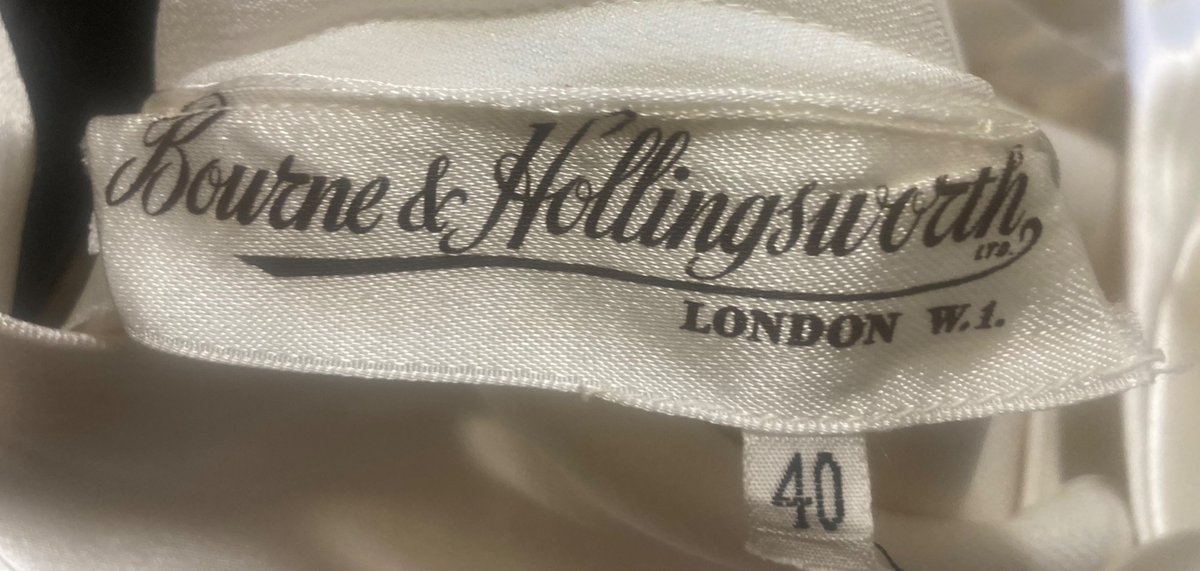 Bourne & Hollingsworth
LTD.
LONDON W.1.
40